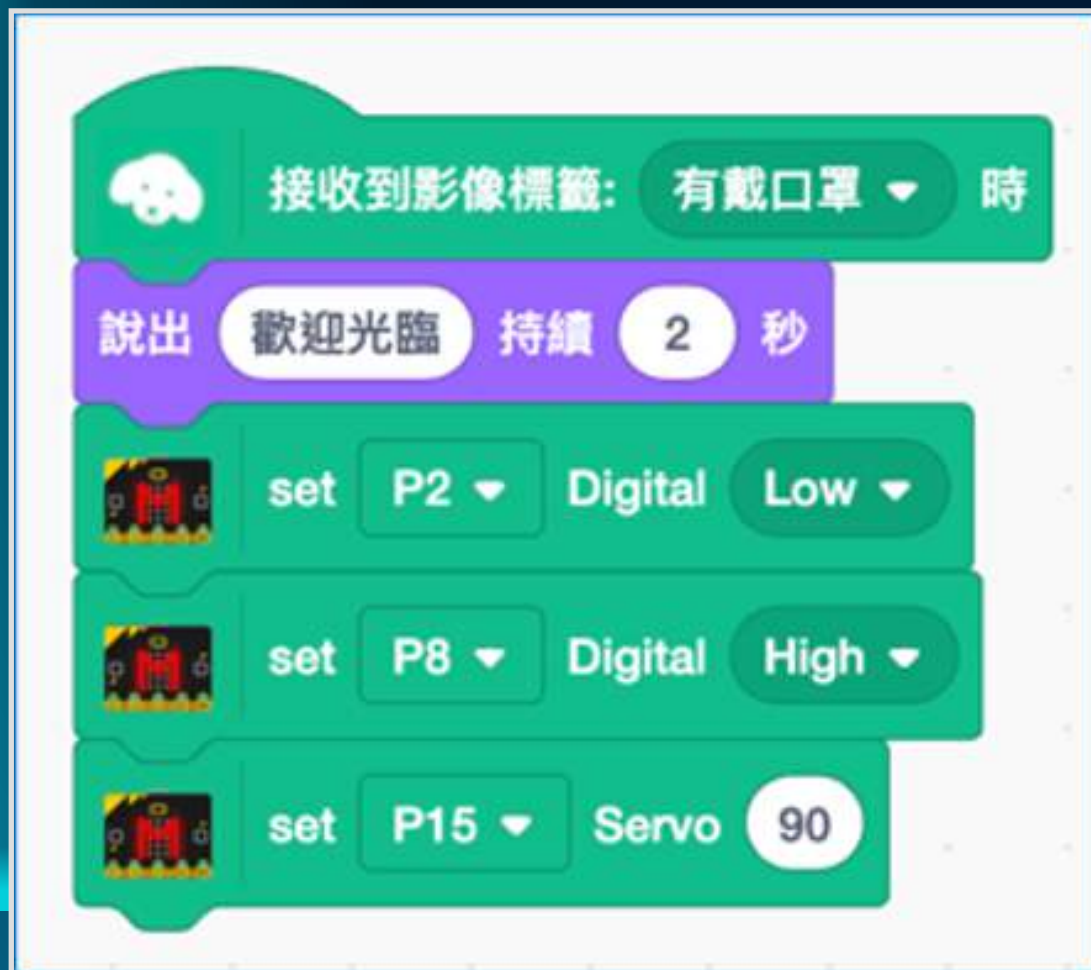 接收到影像標籤: 有戴口罩 時
說出 歡迎光臨 持續 2 秒
set P2 Digital Low
set P8 Digital High
set P15 Servo 90